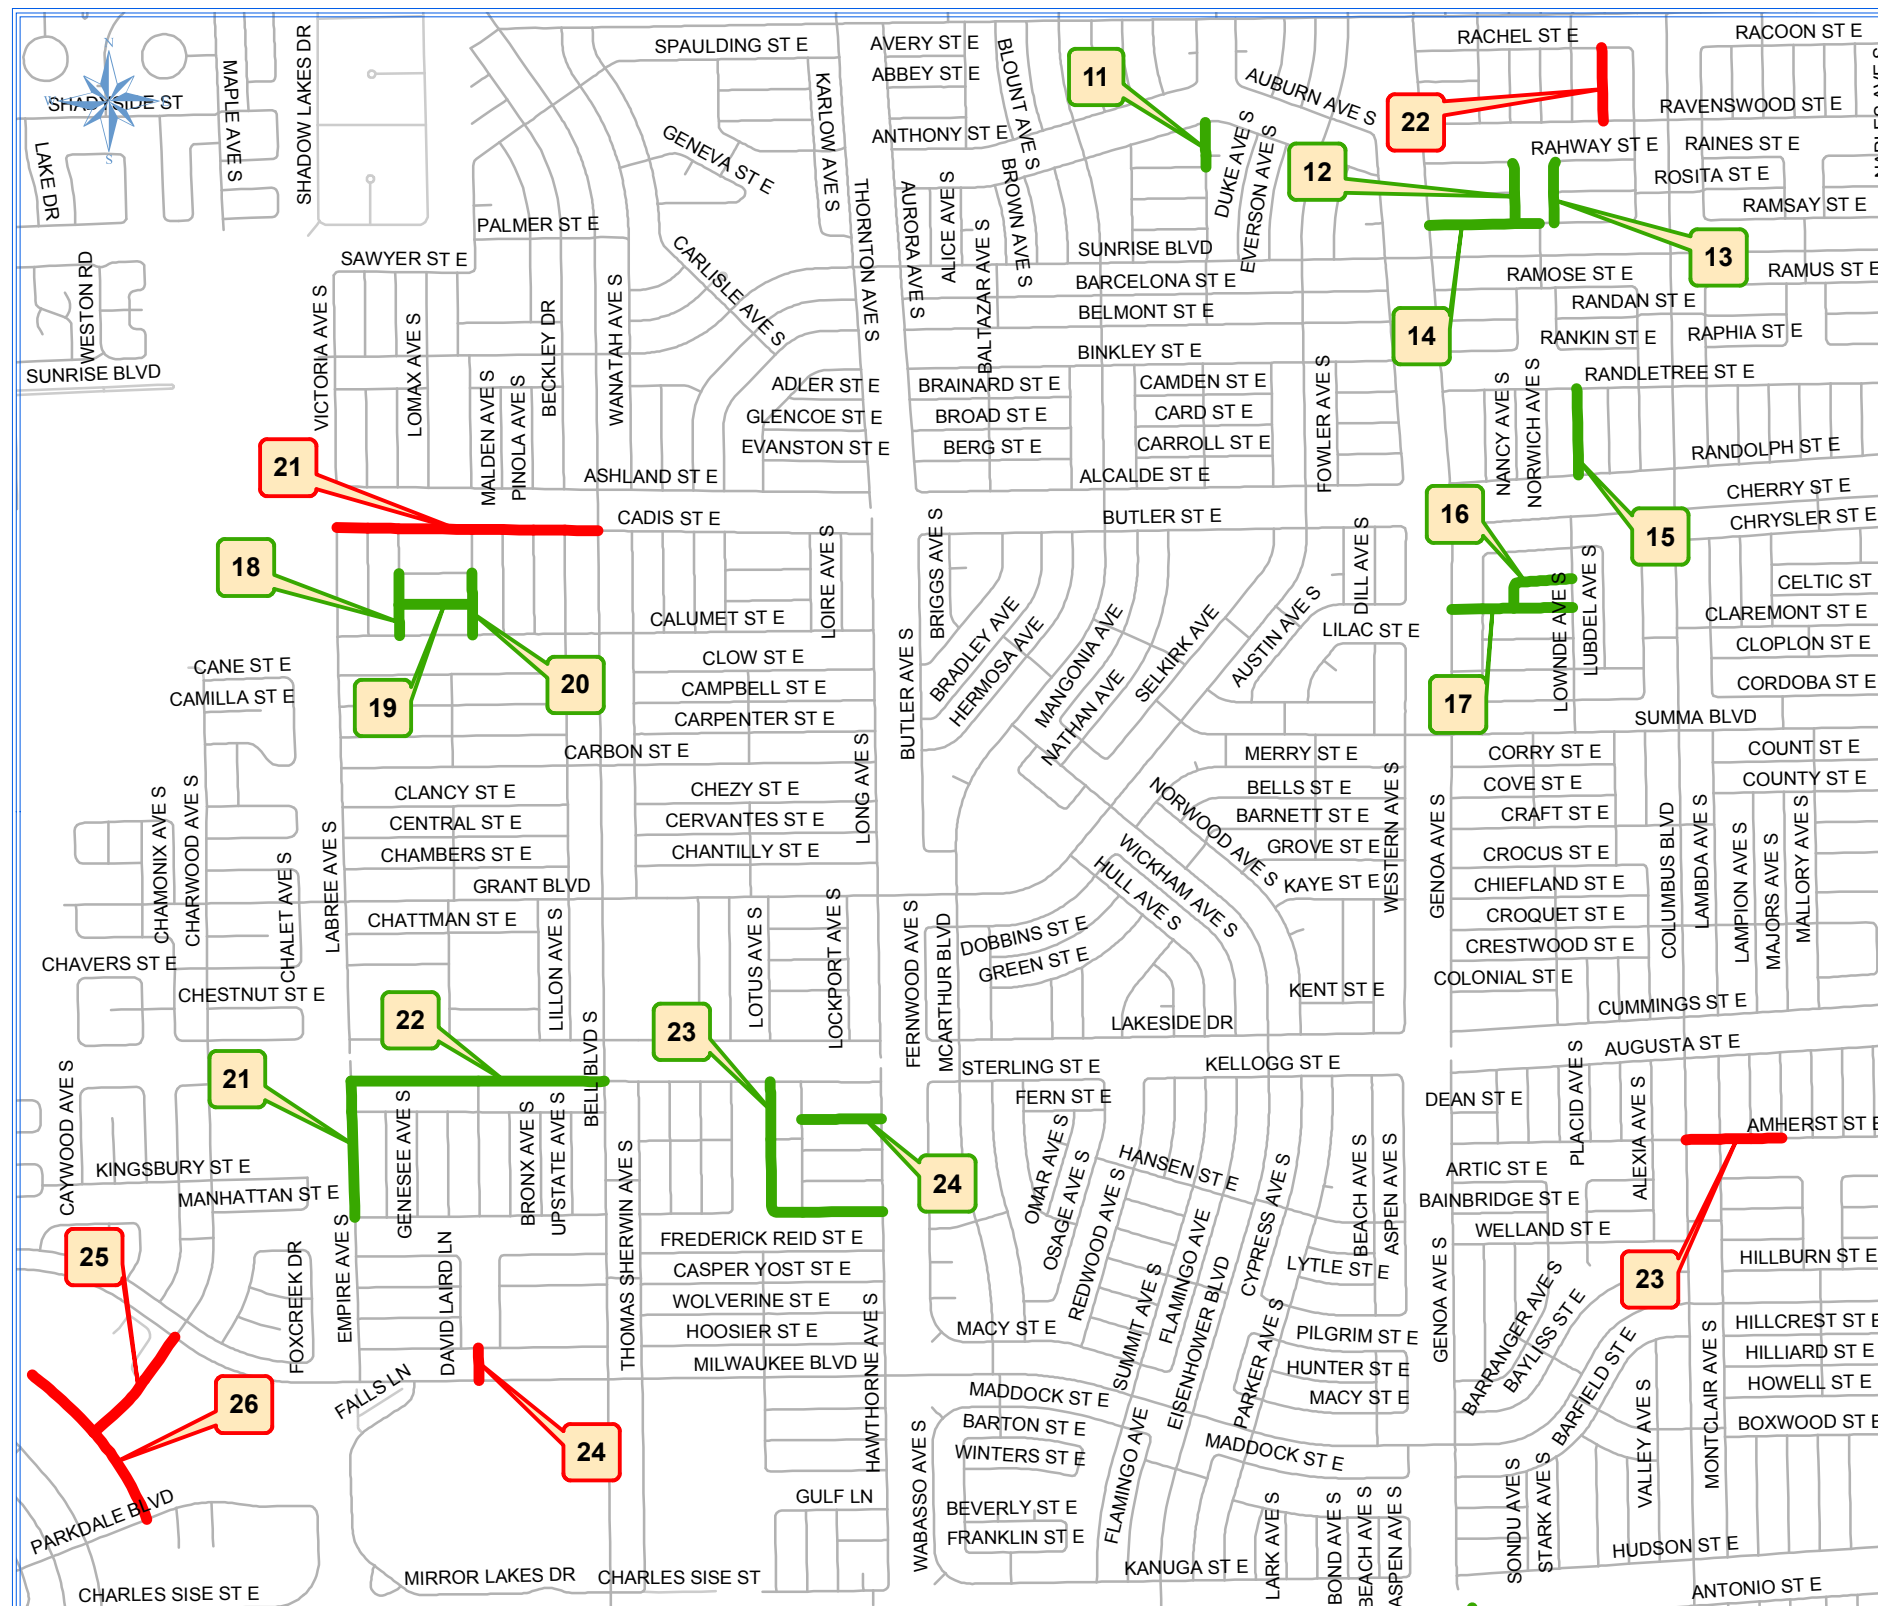 SPAULDING ST E
AVERY ST E
ABBEY ST E
BLOUNT AVE S
RACHEL ST E
RACOON ST E
SHADOW LAKES DR
MAPLE AVE S
N
W
S
SHADYSIDE ST
LAKE DR
KARLOW AVE S
11
AUBURN AVE S
22
RAVENSWOOD ST E
GENEVA ST E
ANTHONY ST E
BROWN AVE S
DUKE AVE S
EVERSON AVE S
12
RAHWAY ST E
RAINES ST E
ROSITA ST E
RAMSAY ST E
THORNTON AVE S
AURORA AVE S
ALICE AVE S
BALTAZAR AVE S
PALMER ST E
SAWYER ST E
CARLISLE AVE S
SUNRISE BLVD
BARCELONA ST E
BELMONT ST E
BINKLEY ST E
13
RAMOSE ST E
RAMUS ST E
RANDAN ST E
RANKIN ST E
RAPHIA ST E
14
WESTON RD
SUNRISE BLVD
VICTORIA AVE S
LOMAX AVE S
MALDEN AVE S
PINOLA AVE S
BECKLEY DR
WANATAH AVE S
ADLER ST E
GLENCOE ST E
EVANSTON ST E
BRAINARD ST E
BROAD ST E
BERG ST E
CAMDEN ST E
CARD ST E
CARROLL ST E
ALCALDE ST E
FOWLER AVE S
RANDLETREE ST E
NANCY AVE S
NORWICH AVE S
RANDOLPH ST E
21
ASHLAND ST E
CADIS ST E
BUTLER ST E
CHERRY ST E
CHRYSLER ST E
16
15
18
LOIRE AVE S
BRIGGS AVE S
DILL AVE S
CELTIC ST
CLAREMONT ST E
CLOPLON ST E
CORDOBA ST E
CALUMET ST E
BRADLEY AVE
HERMOSA AVE
MANGONIA AVE
NATHAN AVE
SELKIRK AVE
AUSTIN AVE S
LILAC ST E
LOWNDE AVE S
LUBDEL AVE S
17
SUMMA BLVD
19
20
CANE ST E
CAMILLA ST E
CLOW ST E
CAMPBELL ST E
CARPENTER ST E
CARBON ST E
BUTLER AVE S
LONG AVE S
MERRY ST E
BELLS ST E
BARNETT ST E
GROVE ST E
KAYE ST E
CORRY ST E
COVE ST E
CRAFT ST E
CROCUS ST E
CHIEFLAND ST E
CROQUET ST E
CRESTWOOD ST E
COLONIAL ST E
COUNT ST E
COUNTY ST E
CLANCY ST E
CENTRAL ST E
CHAMBERS ST E
GRANT BLVD
CHATTMAN ST E
CHEZY ST E
CERVANTES ST E
CHANTILLY ST E
NORWOOD AVE S
WICKHAM AVE S
HULL AVE S
WESTERN AVE S
GENOA AVE S
COLUMBUS BLVD
LAMBDA AVE S
LAMPION AVE S
MAJORS AVE S
MALLORY AVE S
CHAMONIX AVE S
CHARWOOD AVE S
CHALET AVE S
LABREE AVE S
LILLON AVE S
LOTUS AVE S
LOCKPORT AVE S
FERNWOOD AVE S
MCARTHUR BLVD
DOBBINS ST E
GREEN ST E
KENT ST E
LAKESIDE DR
CHAVERS ST E
CHESTNUT ST E
CUMMINGS ST E
AUGUSTA ST E
22
23
21
STERLING ST E
FERN ST E
KELLOGG ST E
DEAN ST E
PLACID AVE S
ALEXIA AVE S
AMHERST ST E
CAYWOOD AVE S
GENESEE AVE S
BRONX AVE S
UPSTATE AVE S
BELL BLVD S
THOMAS SHERWIN AVE S
24
KINGSBURY ST E
MANHATTAN ST E
OMAR AVE S
OSAGE AVE S
REDWOOD AVE S
HANSEN ST E
CYPRESS AVE S
BEACH AVE S
ASPEN AVE S
ARTIC ST E
BAINBRIDGE ST E
WELLAND ST E
25
FREDERICK REID ST E
CASPER YOST ST E
WOLVERINE ST E
HOOSIER ST E
MILWAUKEE BLVD
FOXCREEK DR
EMPIRE AVE S
DAVID LAIRD LN
HAWTHORNE AVE S
MACY ST E
SUMMIT AVE S
FLAMINGO AVE
EISENHOWER BLVD
PARKER AVE S
LYTLE ST E
PILGRIM ST E
HUNTER ST E
MACY ST E
GENOA AVE S
BARRANGER AVE S
BAYLISS ST E
BARFIELD ST E
23
HILLBURN ST E
HILLCREST ST E
HILLIARD ST E
HOWELL ST E
BOXWOOD ST E
FALLS LN
26
24
MADDOCK ST E
BARTON ST E
WINTERS ST E
MADDOCK ST E
VALLEY AVE S
MONTCLAIR AVE S
WABASSO AVE S
FLAMINGO AVE
GULF LN
BEVERLY ST E
FRANKLIN ST E
KANUGA ST E
LARK AVE S
BOND AVE S
BEACH AVE S
ASPEN AVE S
SONDU AVE S
STARK AVE S
HUDSON ST E
ANTONIO ST E
PARKDALE BLVD
CHARLES SISE ST E
MIRROR LAKES DR
CHARLES SISE ST